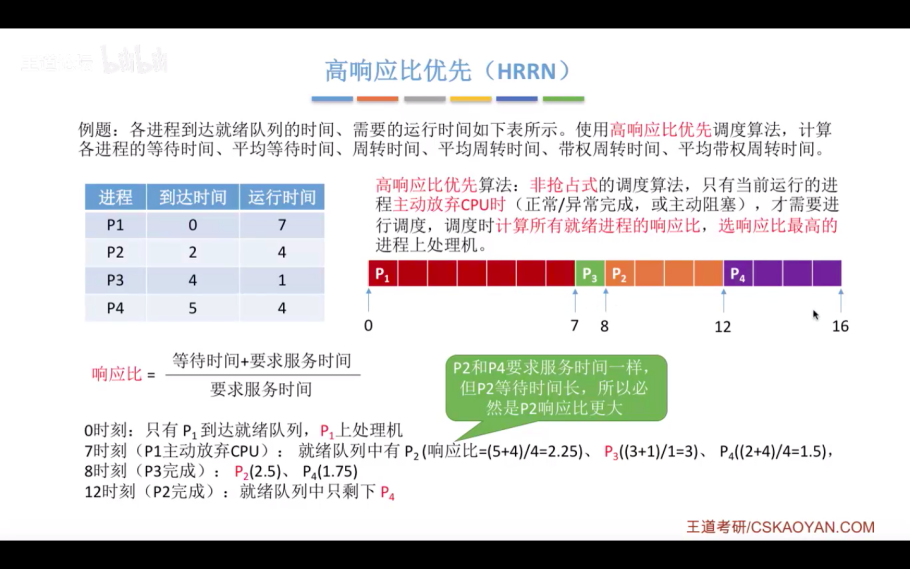 高响应比优先（HRRN）
例题：各进程到达就绪队列的时间、需要的运行时间如下表所示。使用高响应比优先调度算法，计算
各进程的等待时间、平均等待时间、周转时间、平均周转时间、带权周转时间、平均带权周转时间。
进程 到达时间 运行时间
P1 0 7
P2 2 4
P3 4 1
P4 5 4
高响应比优先算法：非抢占式的调度算法，只有当前运行的进
程主动放弃CPU时（正常/异常完成，或主动阻塞），才需要进
行调度，调度时计算所有就绪进程的响应比，选响应比最高的
进程上处理机。
P1 P3 P2 P4
0 7 8 12 16
响应比 = 等待时间+要求服务时间
要求服务时间
P2和P4要求服务时间一样，
但P2等待时间长，所以必
然是P2响应比更大
0时刻：只有 P1 到达就绪队列，P1上处理机
7时刻（P1主动放弃CPU）：就绪队列中有 P2 (响应比=(5+4)/4=2.25)、 P3((3+1)/1=3)、 P4((2+4)/4=1.5)，
8时刻（P3完成）：P2(2.5)、 P4(1.75)
12时刻（P2完成）：就绪队列中只剩下 P4
王道考研/CSKAOYAN.COM